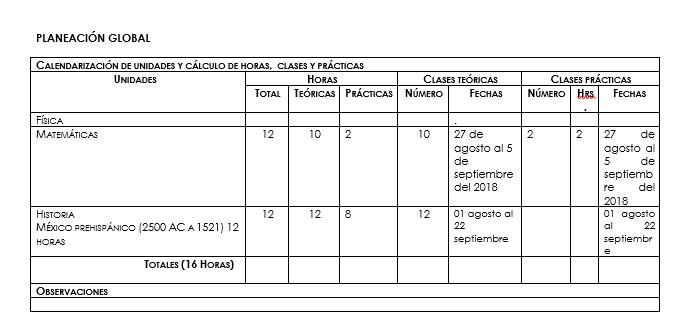 PLANEACIÓN GLOBAL
CALENDARIZACIÓN DE UNIDADES Y CÁLCULO DE HORAS, CLASES Y PRÁCTICAS
UNIDADES HORAS CLASES TEÓRICAS CLASES PRÁCTICAS
TOTAL TEÓRICAS PRÁCTICAS NÚMERO FECHAS NÚMERO HRS. FECHAS
FÍSICA .
MATEMÁTICAS 12 10 2 10 27 de 2 2 27 de
agosto al 5 agosto al
de 5 de
septiembre septiemb
del 2018 re del
2018
HISTORIA 12 12 8 12 01 agosto al 01 agosto
MÉXICO PREHISPÁNICO (2500 AC A 1521) 12 22 al 22
HORAS septiembre septiembr
e
TOTALES (16 HORAS)
OBSERVACIONES